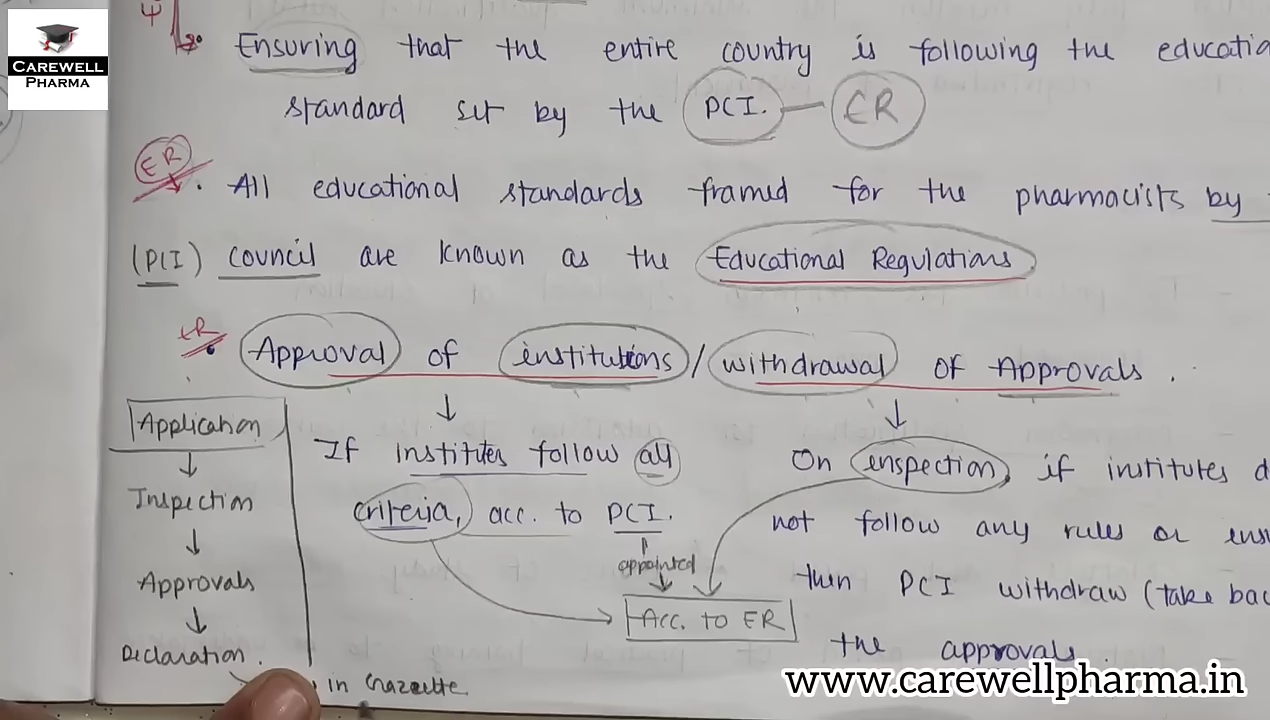 CAREWELL
PHARMA
Ensuring that the entire country is following the educatio
standard set by the PCI. — ER
ER
All educational standards framed for the pharmacists by
(PCI) council are known as the Educational Regulations
ER
Approval of institutions / withdrawal of Approvals .
Application
Inspection
Approvals
Declaration .
in Gazzette
If institutes follow all
criteria, acc. to PCI.
appointed
Acc. to ER
On inspection, if institutes d
not follow any rules or ensu
then PCI withdraw (take bac
the approvals.
www.carewellpharma.in